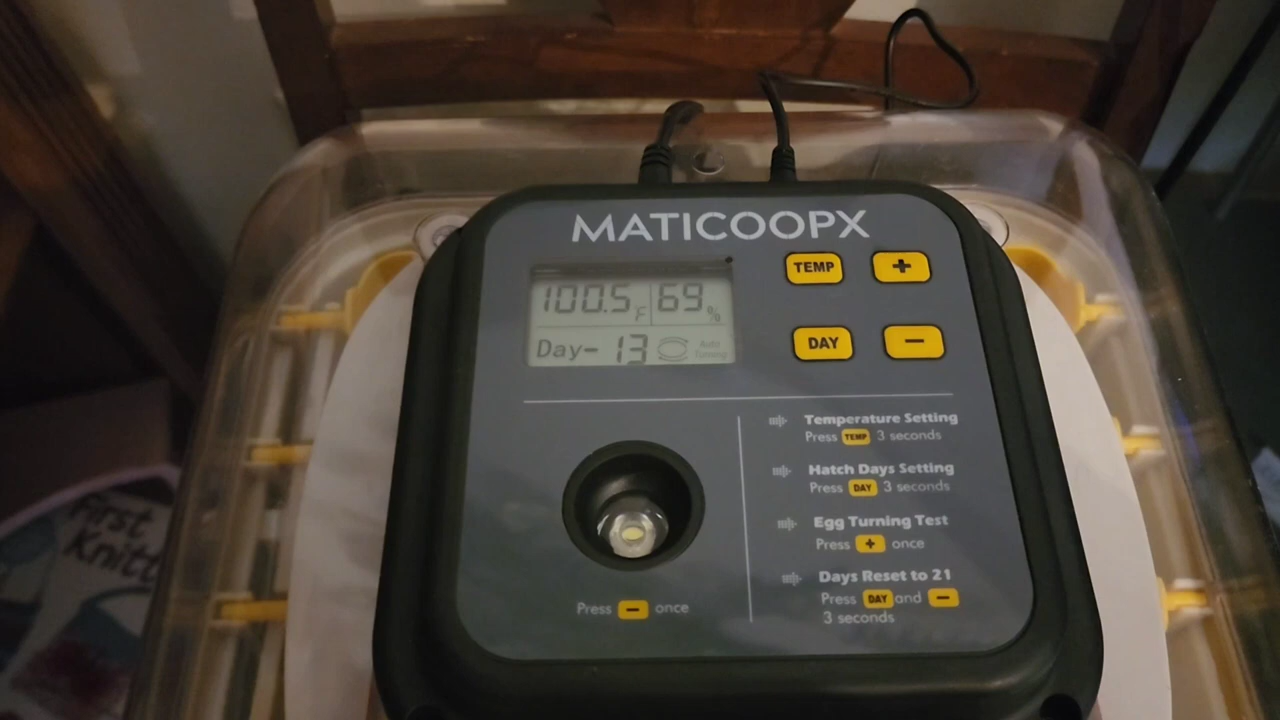 MATICOOPX
100.5 F 69 %
Day- 13 Auto Turning
TEMP +
DAY -
Temperature Setting
Press TEMP 3 seconds
Hatch Days Setting
Press DAY 3 seconds
Egg Turning Test
Press + once
Days Reset to 21
Press DAY and -
3 seconds
Press - once
First
Knitt